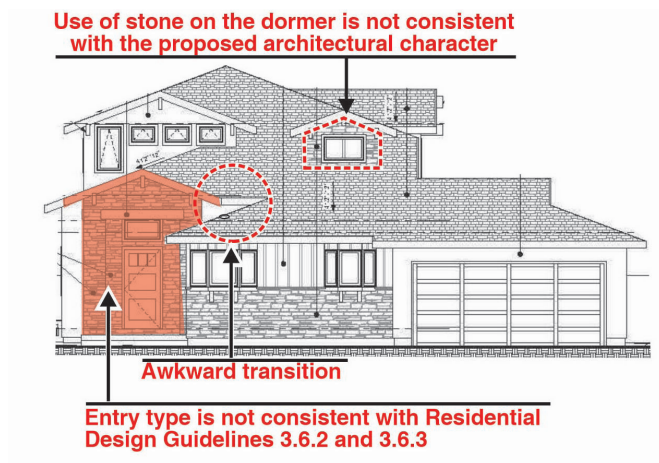 Use of stone on the dormer is not consistent
with the proposed architectural character
Awkward transition
Entry type is not consistent with Residential
Design Guidelines 3.6.2 and 3.6.3